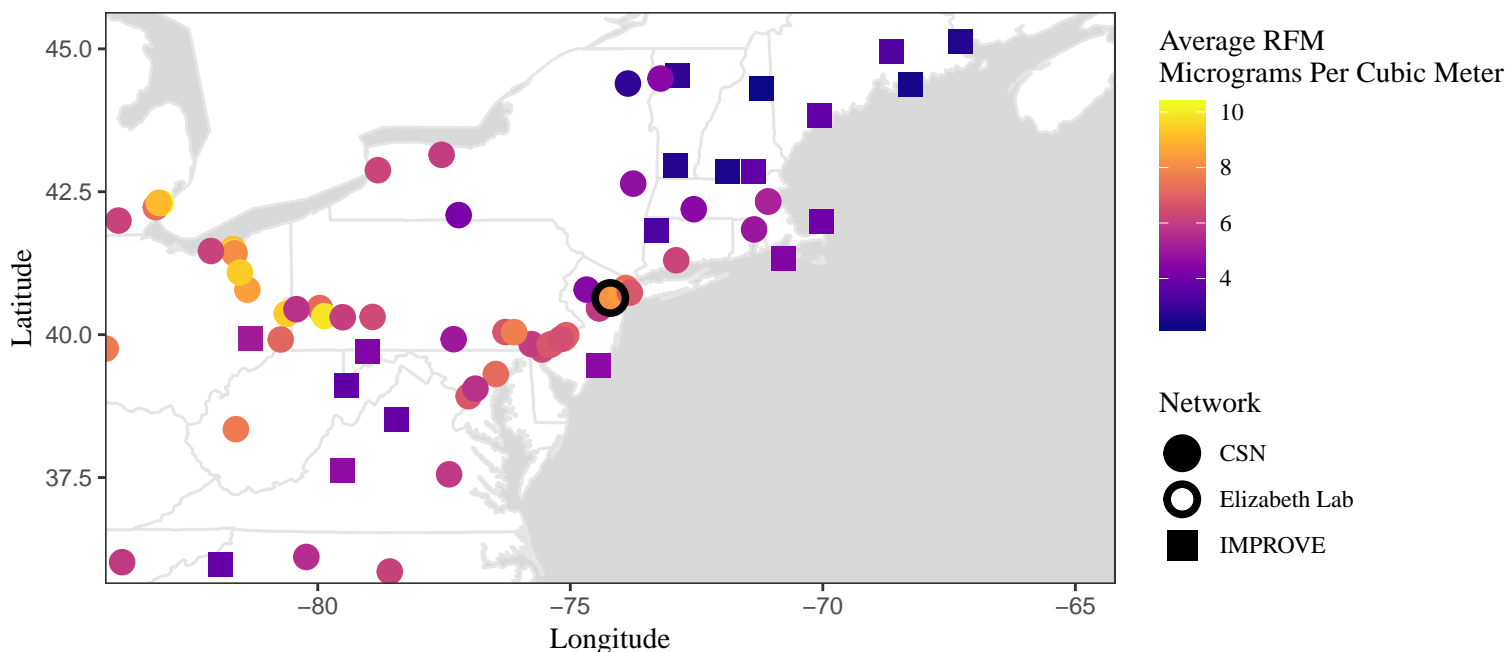 45.0
42.5
40.0
37.5
Latitude
−80
−75
−70
−65
Longitude
Average RFM
Micrograms Per Cubic Meter
10
8
6
4
Network
CSN
Elizabeth Lab
IMPROVE